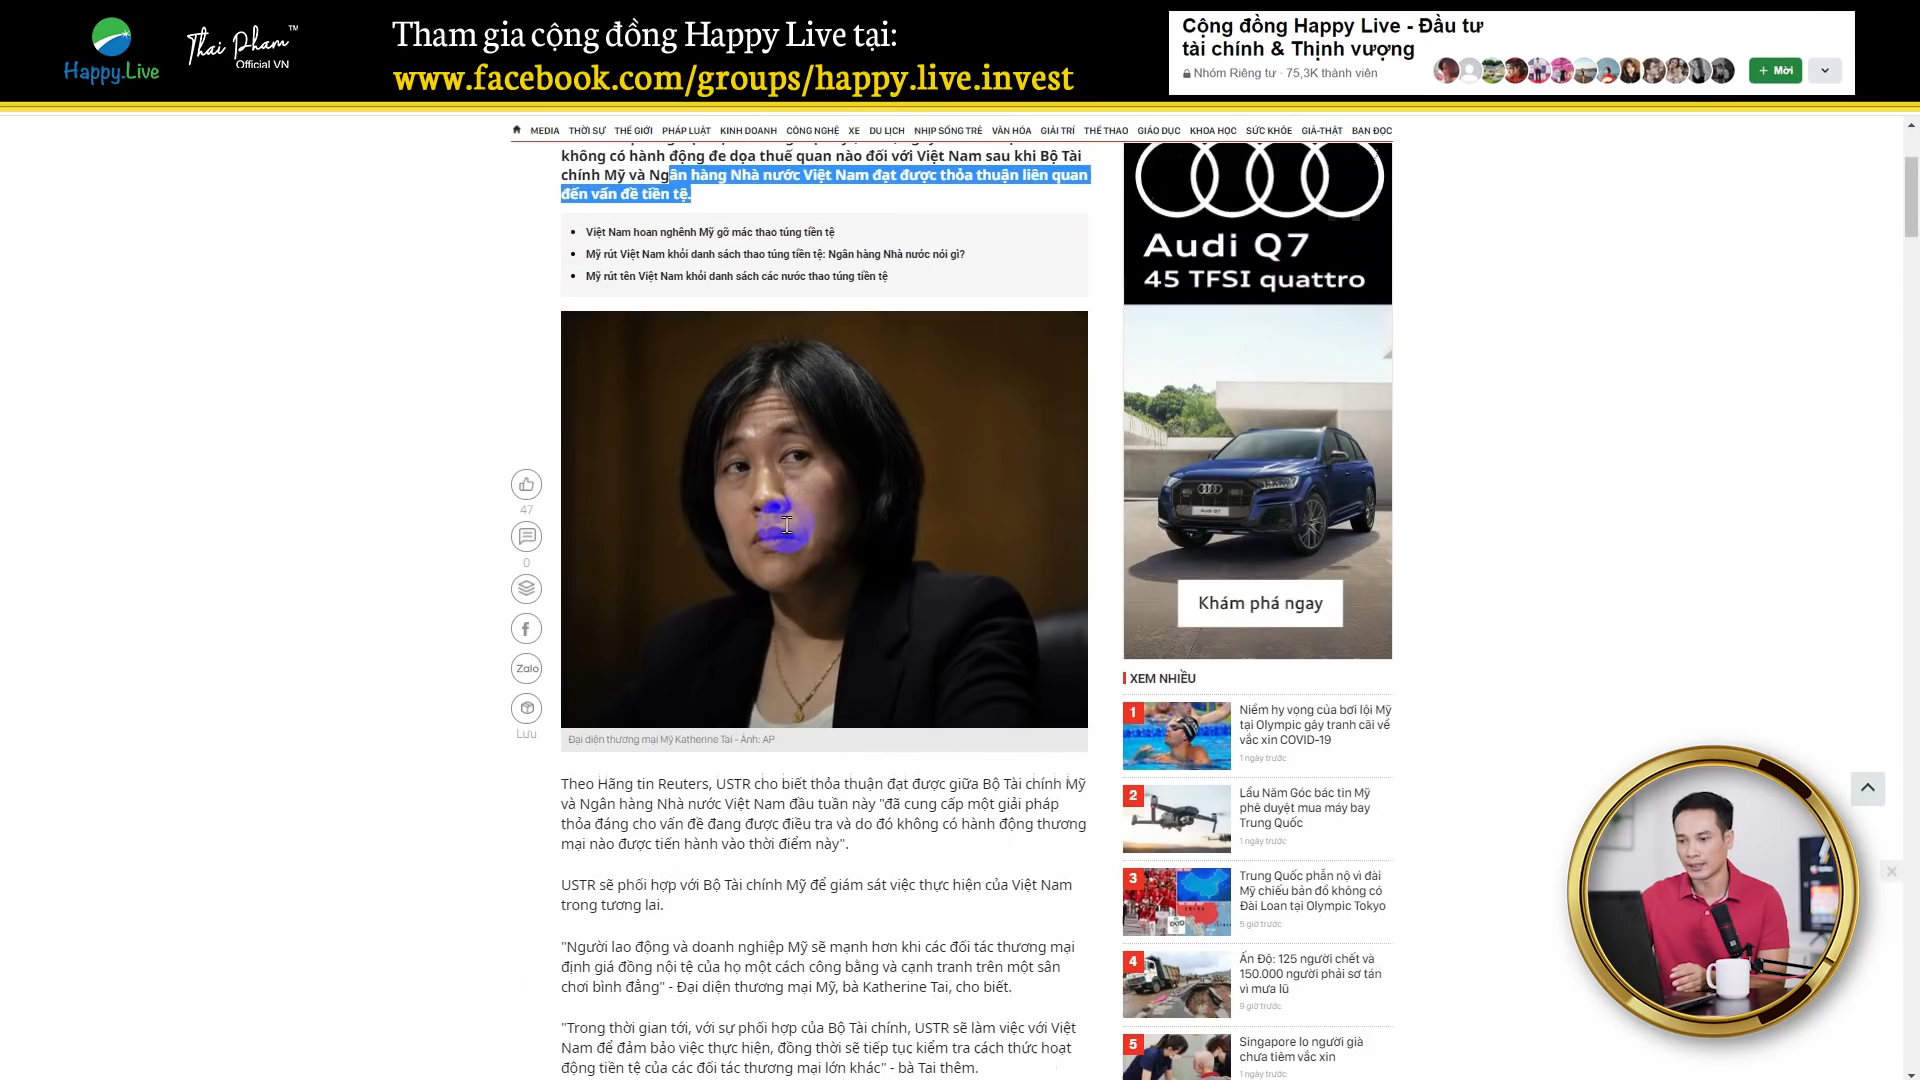 Happy.Live
Thai Pham™
Official VN
Tham gia cộng đồng Happy Live tại:
www.facebook.com/groups/happy.live.invest
Cộng đồng Happy Live - Đầu tư
tài chính & Thịnh vượng
Nhóm Riêng tư · 75,3K thành viên
+ Mời
MEDIA THỜI SỰ THẾ GIỚI PHÁP LUẬT KINH DOANH CÔNG NGHỆ XE DU LỊCH NHỊP SỐNG TRẺ VĂN HÓA GIẢI TRÍ THỂ THAO GIÁO DỤC KHOA HỌC SỨC KHỎE GIẢ-THẬT BẠN ĐỌC
không có hành động đe dọa thuế quan nào đối với Việt Nam sau khi Bộ Tài
chính Mỹ và Ngân hàng Nhà nước Việt Nam đạt được thỏa thuận liên quan
đến vấn đề tiền tệ.
Việt Nam hoan nghênh Mỹ gỡ mác thao túng tiền tệ
Mỹ rút Việt Nam khỏi danh sách thao túng tiền tệ: Ngân hàng Nhà nước nói gì?
Mỹ rút tên Việt Nam khỏi danh sách các nước thao túng tiền tệ
47
0
Zalo
Lưu
Đại diện thương mại Mỹ Katherine Tai - Ảnh: AP
Theo Hãng tin Reuters, USTR cho biết thỏa thuận đạt được giữa Bộ Tài chính Mỹ
và Ngân hàng Nhà nước Việt Nam đầu tuần này "đã cung cấp một giải pháp
thỏa đáng cho vấn đề đang được điều tra và do đó không có hành động thương
mại nào được tiến hành vào thời điểm này".
USTR sẽ phối hợp với Bộ Tài chính Mỹ để giám sát việc thực hiện của Việt Nam
trong tương lai.
"Người lao động và doanh nghiệp Mỹ sẽ mạnh hơn khi các đối tác thương mại
định giá đồng nội tệ của họ một cách công bằng và cạnh tranh trên một sân
chơi bình đẳng" - Đại diện thương mại Mỹ, bà Katherine Tai, cho biết.
"Trong thời gian tới, với sự phối hợp của Bộ Tài chính, USTR sẽ làm việc với Việt
Nam để đảm bảo việc thực hiện, đồng thời sẽ tiếp tục kiểm tra cách thức hoạt
động tiền tệ của các đối tác thương mại lớn khác" - bà Tai thêm.
Audi Q7
45 TFSI quattro
Khám phá ngay
XEM NHIỀU
1
Niềm hy vọng của bơi lội Mỹ
tại Olympic gây tranh cãi về
vắc xin COVID-19
1 ngày trước
2
Lầu Năm Góc bác tin Mỹ
phê duyệt mua máy bay
Trung Quốc
1 ngày trước
3
Trung Quốc phẫn nộ vì đài
Mỹ chiếu bản đồ không có
Đài Loan tại Olympic Tokyo
5 giờ trước
4
Ấn Độ: 125 người chết và
150.000 người phải sơ tán
vì mưa lũ
9 giờ trước
5
Singapore lo người già
chưa tiêm vắc xin
1 ngày trước